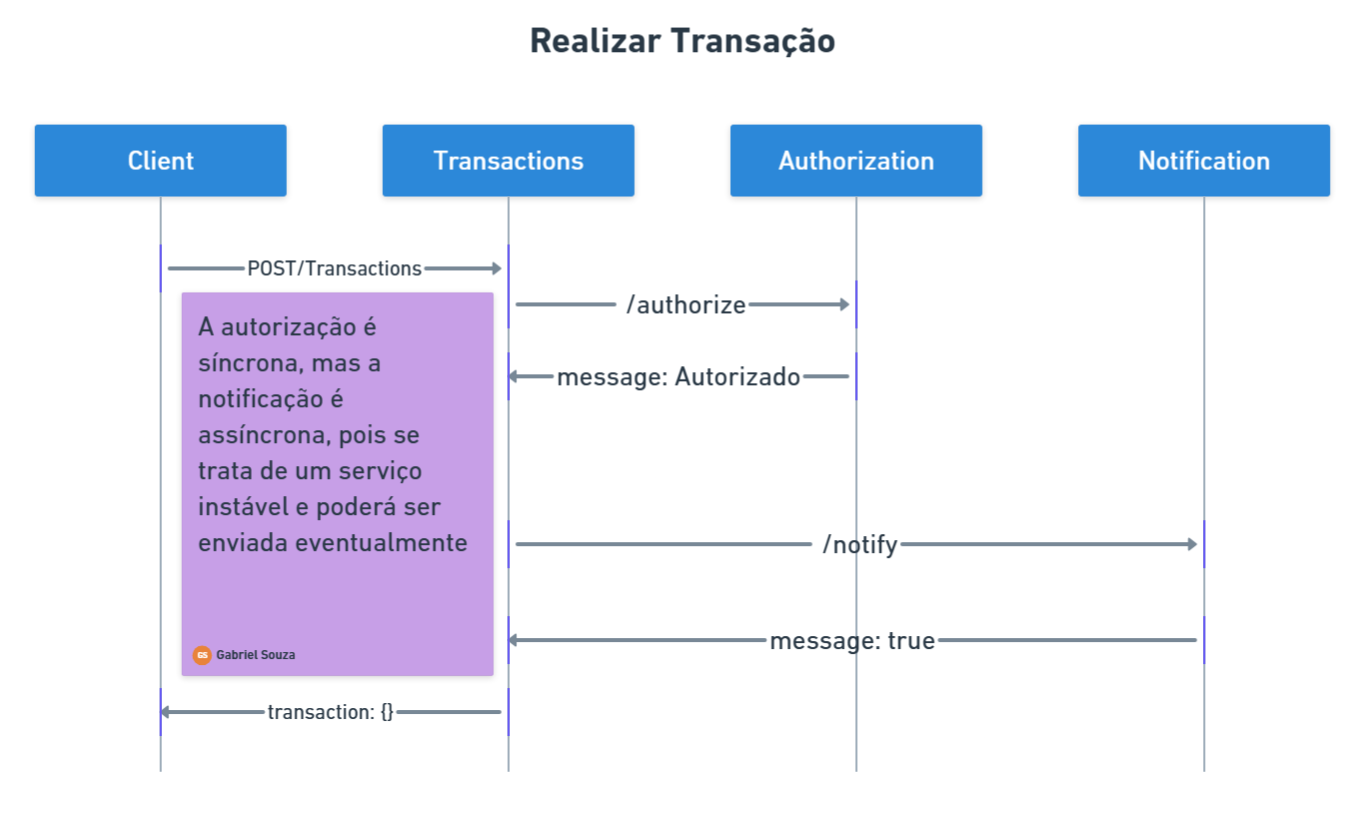 Realizar Transação
Client
Transactions
Authorization
Notification
POST/Transactions
/authorize
A autorização é
síncrona, mas a
notificação é
assíncrona, pois se
trata de um serviço
instável e poderá ser
enviada eventualmente
GS Gabriel Souza
message: Autorizado
/notify
message: true
transaction: {}